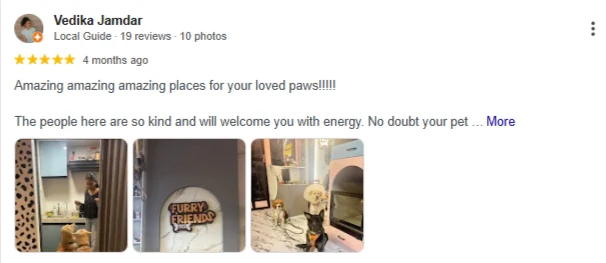 Vedika Jamdar
Local Guide · 19 reviews · 10 photos
4 months ago
Amazing amazing amazing places for your loved paws!!!!!
The people here are so kind and will welcome you with energy. No doubt your pet ... More
FURRY
FRIENDS